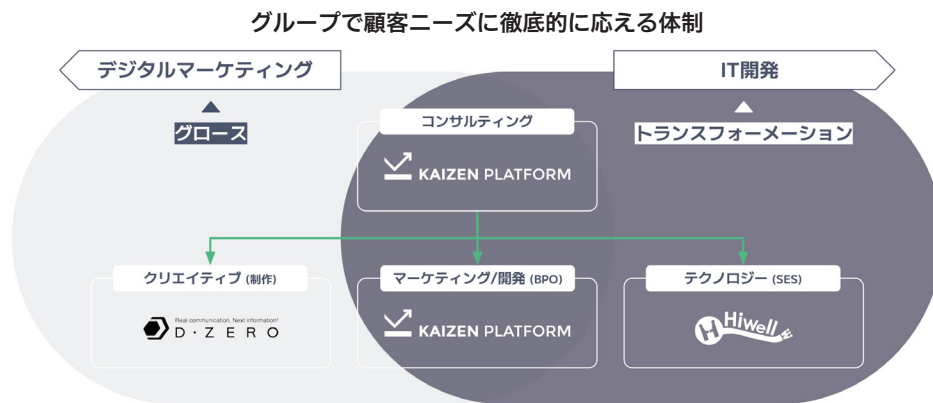 グループで顧客ニーズに徹底的に応える体制
デジタルマーケティング
IT開発
グロース
トランスフォーメーション
コンサルティング
KAIZEN PLATFORM
クリエイティブ (制作)
Real communication, Next information!
D・ZERO
マーケティング/開発 (BPO)
KAIZEN PLATFORM
テクノロジー (SES)
H Hiwell